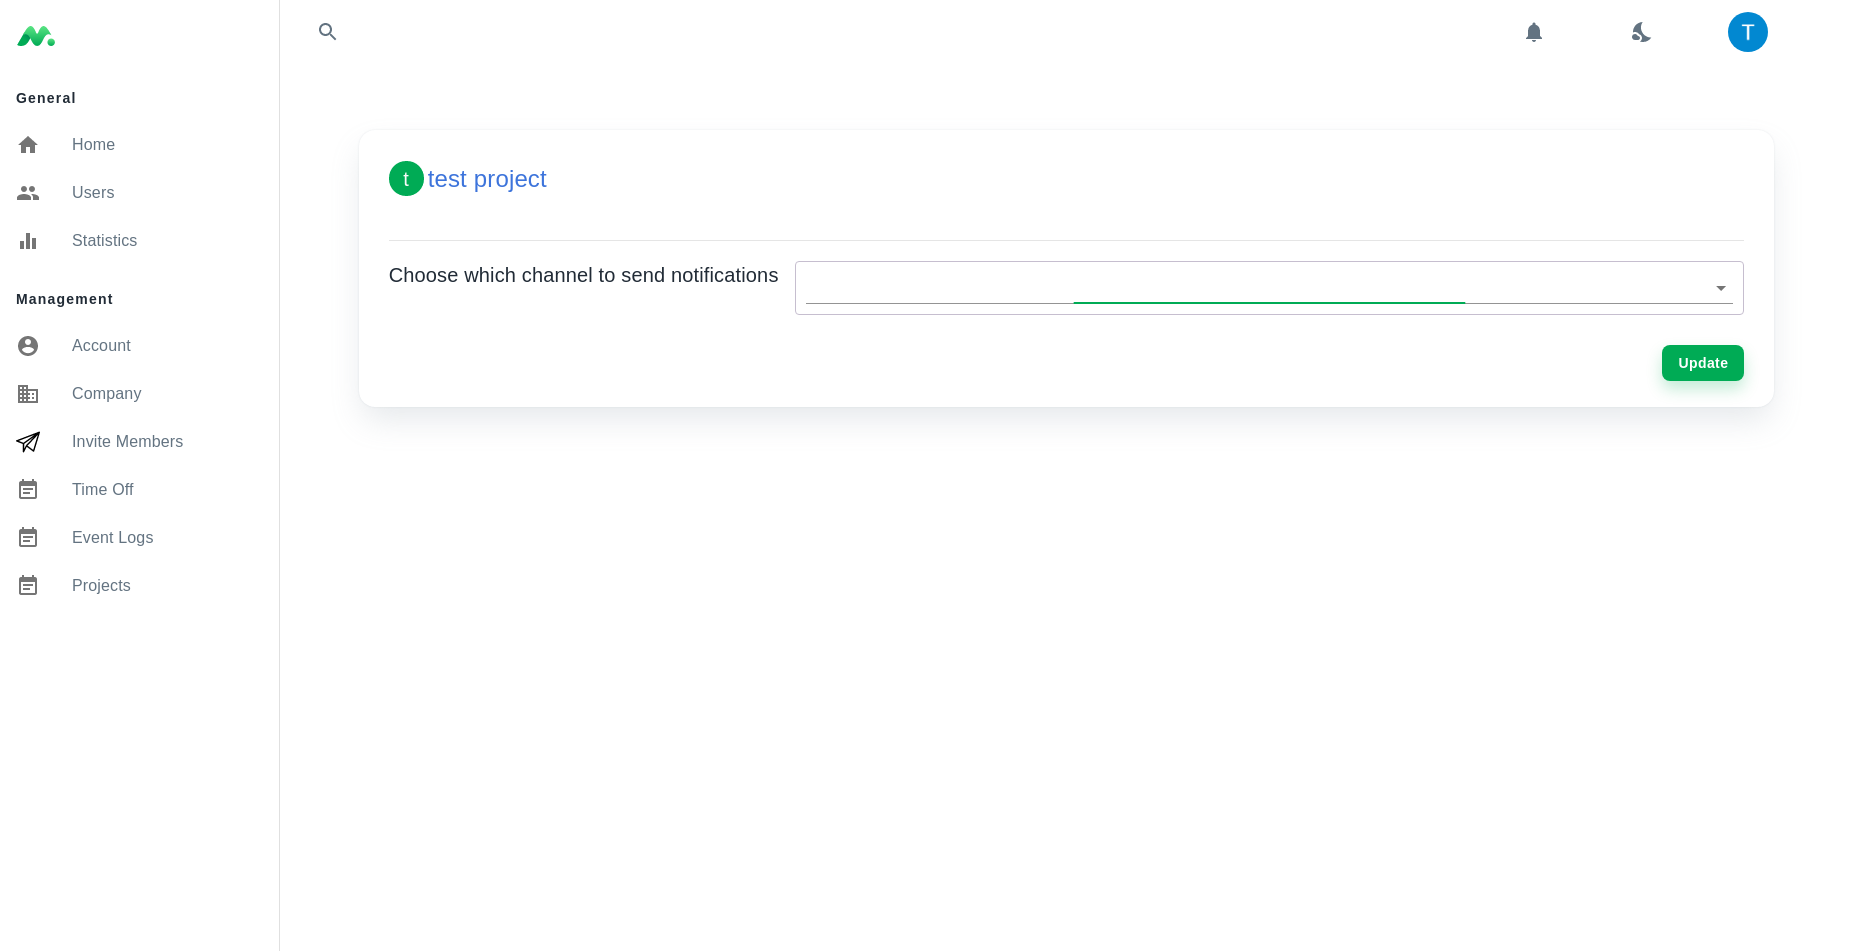 General
Home
Users
Statistics
Management
Account
Company
Invite Members
Time Off
Event Logs
Projects
T
t test project
Choose which channel to send notifications
Update